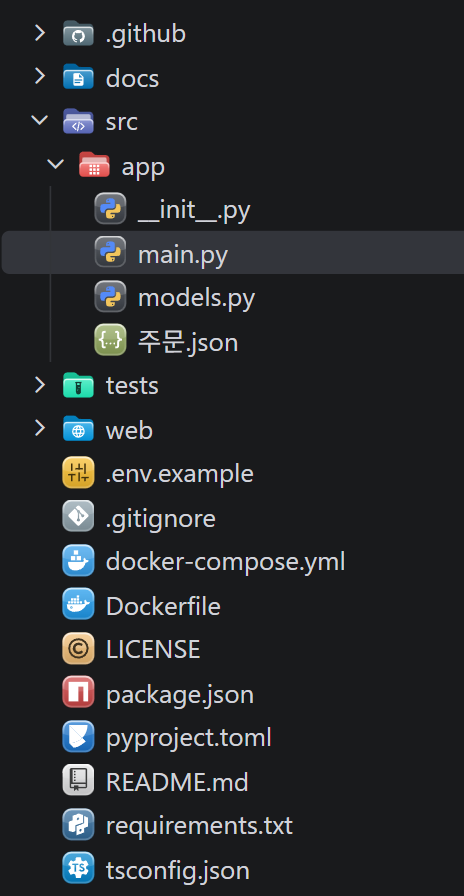 .github
docs
src
app
__init__.py
main.py
models.py
주문.json
tests
web
.env.example
.gitignore
docker-compose.yml
Dockerfile
LICENSE
package.json
pyproject.toml
README.md
requirements.txt
tsconfig.json